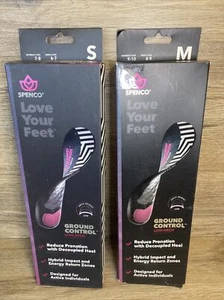 S
SPENCO
Love
Your
Feet
GROUND
CONTROL
Reduce Pronation
with Decoupled Heel
Hybrid Impact and
Energy Return Zones
Designed for
Active Individuals
M
SPENCO
Love
Your
Feet
GROUND
CONTROL
Reduce Pronation
with Decoupled Heel
Hybrid Impact and
Energy Return Zones
Designed for
Active Individuals